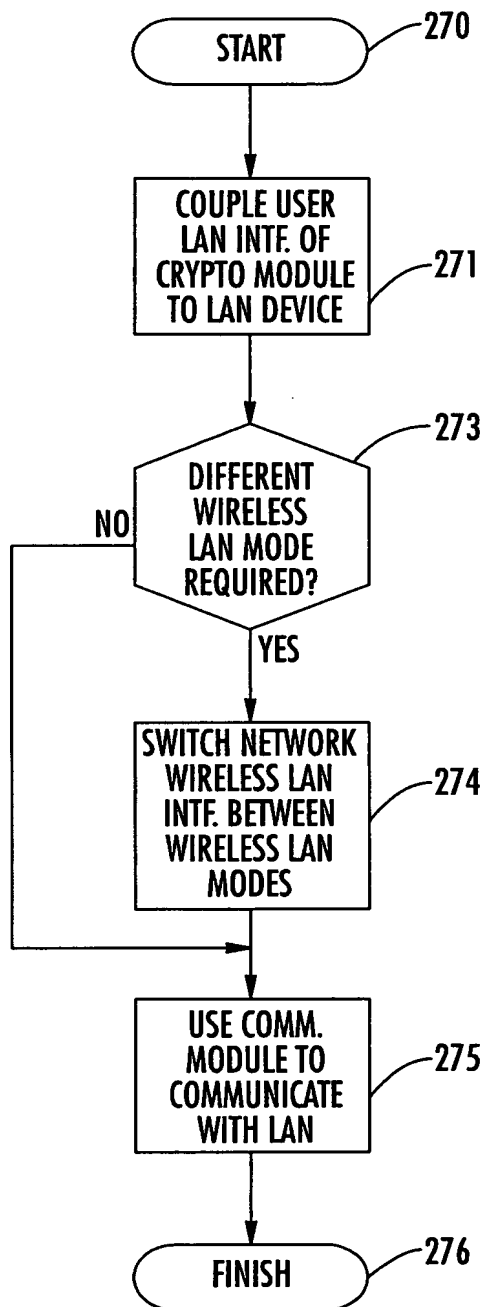 START
270
COUPLE USER
LAN INTF. OF
CRYPTO MODULE
TO LAN DEVICE
271
273
DIFFERENT
WIRELESS
LAN MODE
REQUIRED?
NO
YES
SWITCH NETWORK
WIRELESS LAN
INTF. BETWEEN
WIRELESS LAN
MODES
274
USE COMM.
MODULE TO
COMMUNICATE
WITH LAN
275
FINISH
276